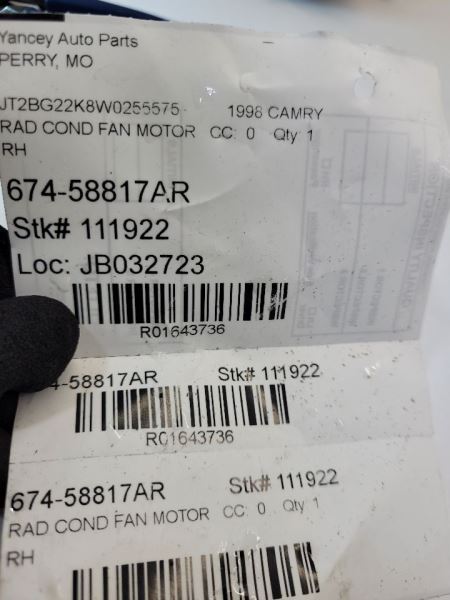 Yancey Auto Parts
PERRY, MO
JT2BG22K8W0255575- 1998 CAMRY
RAD COND FAN MOTOR CC: 0 Qty: 1
RH
674-58817AR
Stk# 111922
Loc: JB032723
R01643736
74-58817AR Stk# 111922
R01643736
674-58817AR Stk# 111922
RAD COND FAN MOTOR CC: 0 Qty: 1
RH